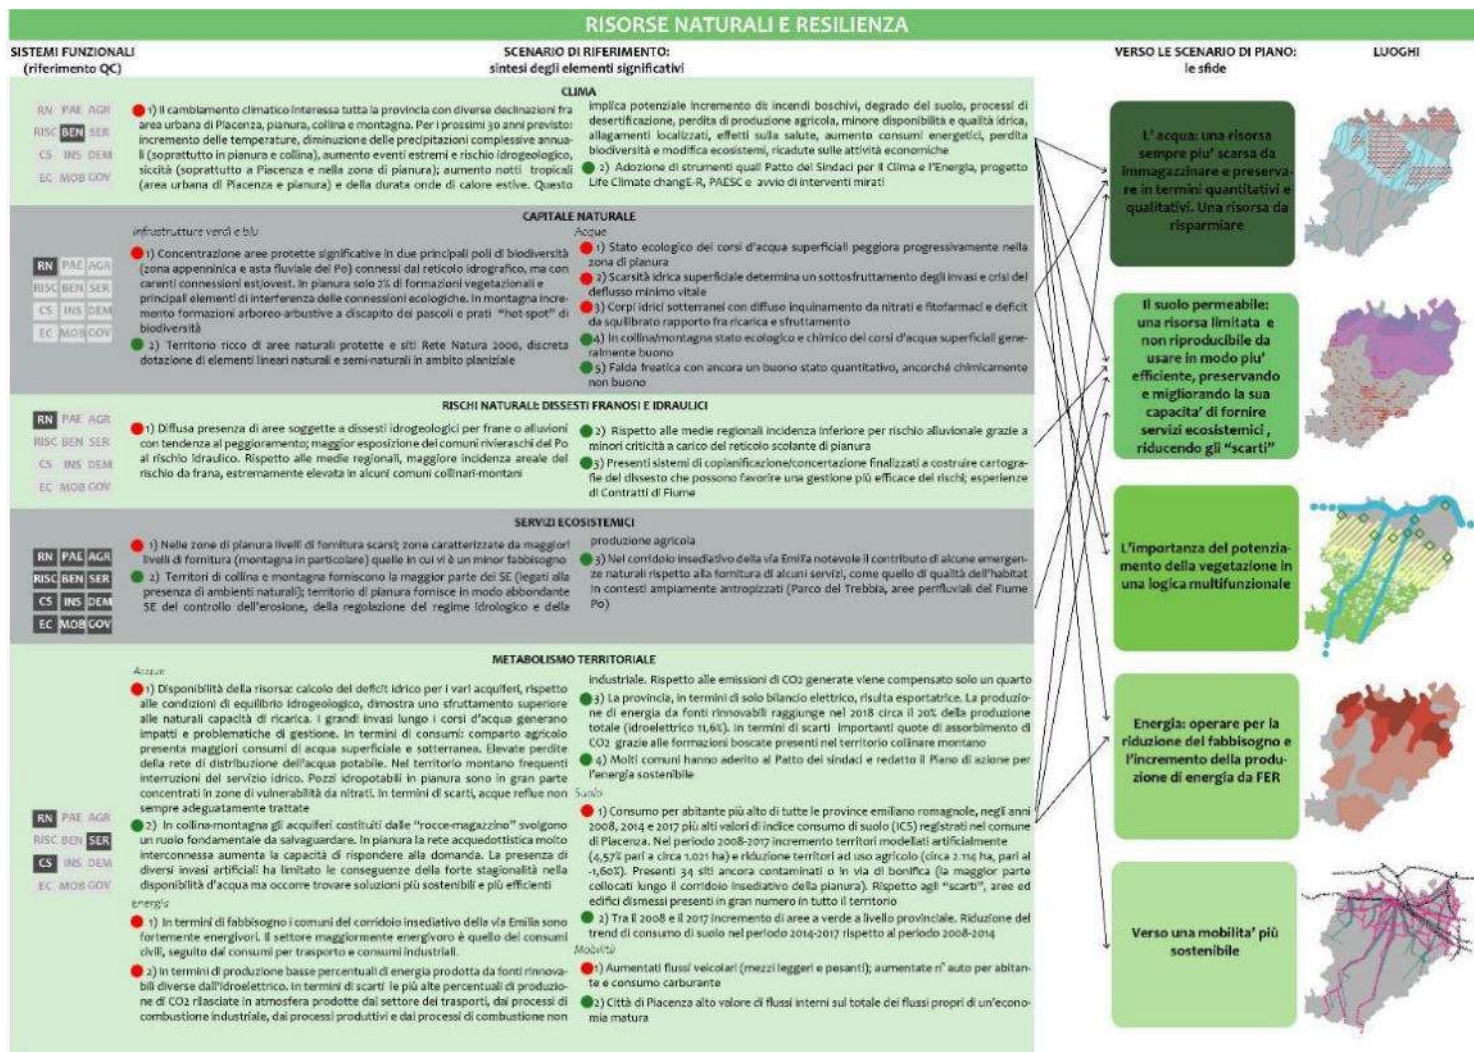 RISORSE NATURALI E RESILIENZA
SISTEMI FUNZIONALI
(riferimento QC)
SCENARIO DI RIFERIMENTO:
sintesi degli elementi significativi
VERSO LE SCENARIO DI PIANO:
le sfide
LUOGHI
CLIMA
RN PAE AGR
RISC BEN SER
CS INS DEM
EC MOB GOV
1) Il cambiamento climatico interessa tutta la provincia con diverse declinazioni fra
area urbana di Piacenza, pianura, collina e montagna. Per i prossimi 30 anni previsto:
incremento delle temperature, diminuzione delle precipitazioni complessive annua-
li (soprattutto in pianura e collina), aumento eventi estremi e rischio idrogeologico,
siccità (soprattutto a Piacenza e nella zona di pianura); aumento notti tropicali
(area urbana di Piacenza e pianura) e della durata onde di calore estive. Questo
implica potenziale incremento di: incendi boschivi, degrado del suolo, processi di
desertificazione, perdita di produzione agricola, minore disponibilità e qualità idrica,
allagamenti localizzati, effetti sulla salute, aumento consumi energetici, perdita
biodiversità e modifica ecosistemi, ricadute sulle attività economiche
2) Adozione di strumenti quali Patto dei Sindaci per il Clima e l'Energia, progetto
Life Climate changE-R, PAESC e avvio di interventi mirati
CAPITALE NATURALE
RN PAE AGR
RISC BEN SER
CS INS DEM
EC MOB GOV
Infrastrutture verdi e blu
1) Concentrazione aree protette significative in due principali poli di biodiversità
(zona appenninica e asta fluviale del Po) connessi dal reticolo idrografico, ma con
carenti connessioni est/ovest. In pianura solo 2% di formazioni vegetazionali e
principali elementi di interferenza delle connessioni ecologiche. In montagna incre-
mento formazioni arboreo-arbustive a discapito dei pascoli e prati "hot-spot" di
biodiversità
2) Territorio ricco di aree naturali protette e siti Rete Natura 2000, discreta
dotazione di elementi lineari naturali e semi-naturali in ambito planiziale
Acque
1) Stato ecologico dei corsi d'acqua superficiali peggiora progressivamente nella
zona di pianura
2) Scarsità idrica superficiale determina un sottosfruttamento degli invasi e crisi del
deflusso minimo vitale
3) Corpi idrici sotterranei con diffuso inquinamento da nitrati e fitofarmaci e deficit
da squilibrato rapporto fra ricarica e sfruttamento
4) In collina/montagna stato ecologico e chimico dei corsi d'acqua superficiali gene-
ralmente buono
5) Falda freatica con ancora un buono stato quantitativo, ancorché chimicamente
non buono
RISCHI NATURALI: DISSESTI FRANOSI E IDRAULICI
RN PAE AGR
RISC BEN SER
CS INS DEM
EC MOB GOV
1) Diffusa presenza di aree soggette a dissesti idrogeologici per frane o alluvioni
con tendenza al peggioramento; maggior esposizione dei comuni rivieraschi del Po
al rischio idraulico. Rispetto alle medie regionali, maggiore incidenza areale del
rischio da frana, estremamente elevata in alcuni comuni collinari-montani
2) Rispetto alle medie regionali incidenza inferiore per rischio alluvionale grazie a
minori criticità a carico del reticolo scolante di pianura
3) Presenti sistemi di copianificazione/concertazione finalizzati a costruire cartogra-
fie del dissesto che possono favorire una gestione più efficace dei rischi; esperienze
di Contratti di Fiume
SERVIZI ECOSISTEMICI
RN PAE AGR
RISC BEN SER
CS INS DEM
EC MOB GOV
1) Nelle zone di pianura livelli di fornitura scarsi; zone caratterizzate da maggiori
livelli di fornitura (montagna in particolare) quelle in cui vi è un minor fabbisogno
2) Territori di collina e montagna forniscono la maggior parte dei SE (legati alla
presenza di ambienti naturali); territorio di pianura fornisce in modo abbondante
SE del controllo dell'erosione, della regolazione del regime idrologico e della
produzione agricola
3) Nel corridoio insediativo della via Emilia notevole il contributo di alcune emergen-
ze naturali rispetto alla fornitura di alcuni servizi, come quello di qualità dell'habitat
in contesti ampiamente antropizzati (Parco del Trebbia, aree perifluviali del Fiume
Po)
METABOLISMO TERRITORIALE
RN PAE AGR
RISC BEN SER
CS INS DEM
EC MOB GOV
Acque
1) Disponibilità della risorsa: calcolo del deficit idrico per i vari acquiferi, rispetto
alle condizioni di equilibrio idrogeologico, dimostra uno sfruttamento superiore
alle naturali capacità di ricarica. I grandi invasi lungo i corsi d'acqua generano
impatti e problematiche di gestione. In termini di consumi: comparto agricolo
presenta maggiori consumi di acqua superficiale e sotterranea. Elevate perdite
della rete di distribuzione dell'acqua potabile. Nel territorio montano frequenti
interruzioni del servizio idrico. Pozzi idropotabili in pianura sono in gran parte
concentrati in zone di vulnerabilità da nitrati. In termini di scarti, acque reflue non
sempre adeguatamente trattate
2) In collina-montagna gli acquiferi costituiti dalle "rocce-magazzino" svolgono
un ruolo fondamentale da salvaguardare. In pianura la rete acquedottistica molto
interconnessa aumenta la capacità di rispondere alla domanda. La presenza di
diversi invasi artificiali ha limitato le conseguenze della forte stagionalità nella
disponibilità d'acqua ma occorre trovare soluzioni più sostenibili e più efficienti
Energia
1) In termini di fabbisogno i comuni del corridoio insediativo della via Emilia sono
fortemente energivori. Il settore maggiormente energivoro è quello dei consumi
civili, seguito dai consumi per trasporto e consumi industriali.
2) In termini di produzione basse percentuali di energia prodotta da fonti rinnova-
bili diverse dall'idroelettrico. In termini di scarti le più alte percentuali di produzio-
ne di CO2 rilasciate in atmosfera prodotte dal settore dei trasporti, dai processi di
combustione industriale, dai processi produttivi e dai processi di combustione non
industriale. Rispetto alle emissioni di CO2 generate viene compensato solo un quarto
3) La provincia, in termini di solo bilancio elettrico, risulta esportatrice. La produzio-
ne di energia da fonti rinnovabili raggiunge nel 2018 circa il 20% della produzione
totale (idroelettrico 11,6%). In termini di scarti importanti quote di assorbimento di
CO2 grazie alle formazioni boscate presenti nel territorio collinare montano
4) Molti comuni hanno aderito al Patto dei sindaci e redatto il Piano di azione per
l'energia sostenibile
Suolo
1) Consumo per abitante più alto di tutte le province emiliano romagnole, negli anni
2008, 2014 e 2017 più alti valori di indice consumo di suolo (ICS) registrati nel comune
di Piacenza. Nel periodo 2008-2017 incremento territori modellati artificialmente
(4,57% pari a circa 1.021 ha) e riduzione territori ad uso agricolo (circa 2.114 ha, pari al
-1,60%). Presenti 34 siti ancora contaminati o in via di bonifica (la maggior parte
collocati lungo il corridoio insediativo della pianura). Rispetto agli "scarti", aree ed
edifici dismessi presenti in gran numero in tutto il territorio
2) Tra il 2008 e il 2017 incremento di aree a verde a livello provinciale. Riduzione del
trend di consumo di suolo nel periodo 2014-2017 rispetto al periodo 2008-2014
Mobilità
1) Aumentati flussi veicolari (mezzi leggeri e pesanti); aumentate n° auto per abitan-
te e consumo carburante
2) Città di Piacenza alto valore di flussi interni sul totale dei flussi propri di un'econo-
mia matura
L' acqua: una risorsa
sempre piu' scarsa da
immagazzinare e preserva-
re in termini quantitativi e
qualitativi. Una risorsa da
risparmiare
Il suolo permeabile:
una risorsa limitata e
non riproducibile da
usare in modo piu'
efficiente, preservando
e migliorando la sua
capacita' di fornire
servizi ecosistemici ,
riducendo gli "scarti"
L'importanza del potenzia-
mento della vegetazione in
una logica multifunzionale
Energia: operare per la
riduzione del fabbisogno e
l'incremento della produ-
zione di energia da FER
Verso una mobilita' più
sostenibile